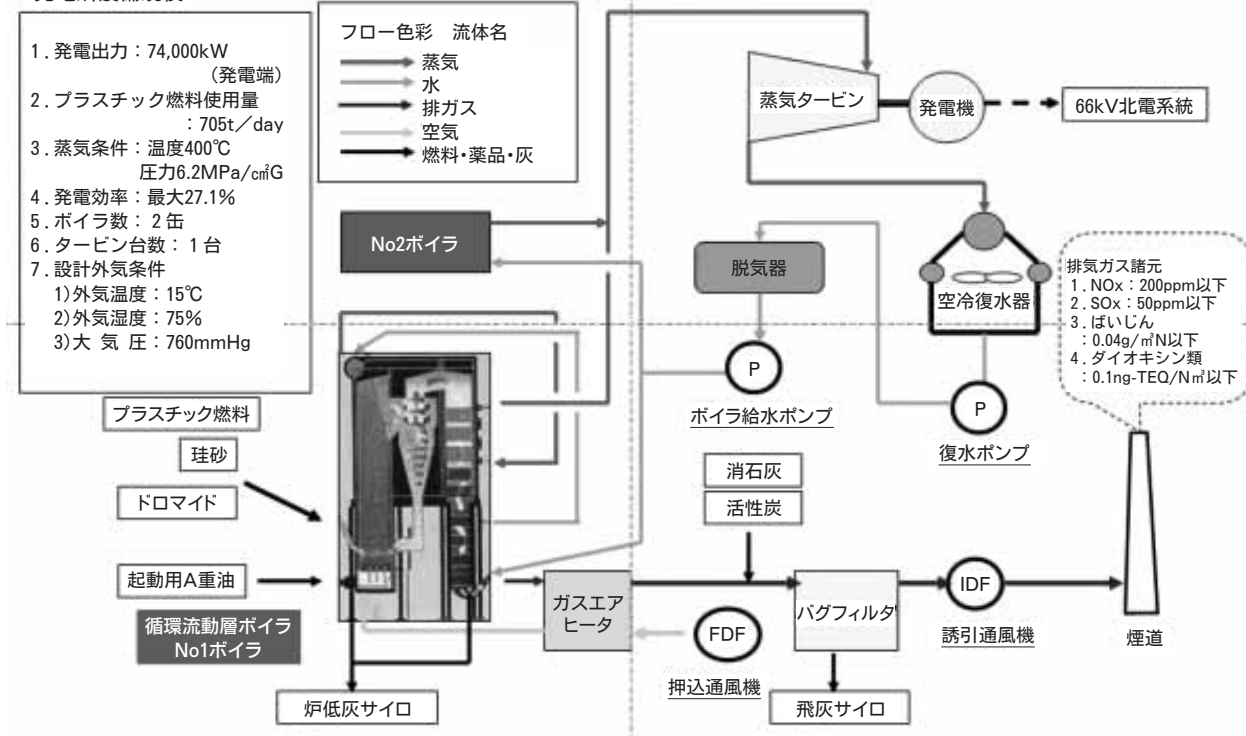 1．発電出力：74,000kW
（発電端）
2．プラスチック燃料使用量
：705t／day
3．蒸気条件：温度400℃
圧力6.2MPa/c㎡G
4．発電効率：最大27.1％
5．ボイラ数：2缶
6．タービン台数：1台
7．設計外気条件
1)外気温度：15℃
2)外気湿度：75％
3)大 気 圧：760mmHg
フロー色彩　流体名
蒸気
水
排ガス
空気
燃料・薬品・灰
蒸気タービン
発電機
66kV北電系統
No2ボイラ
脱気器
空冷復水器
排気ガス諸元
1．NOx：200ppm以下
2．SOx：50ppm以下
3．ばいじん
：0.04g/㎥N以下
4．ダイオキシン類
：0.1ng-TEQ/N㎥以下
P
ボイラ給水ポンプ
P
復水ポンプ
プラスチック燃料
珪砂
ドロマイド
起動用A重油
循環流動層ボイラ
No1ボイラ
消石灰
活性炭
ガスエア
ヒータ
FDF
押込通風機
バグフィルタ
IDF
誘引通風機
煙道
炉低灰サイロ
飛灰サイロ